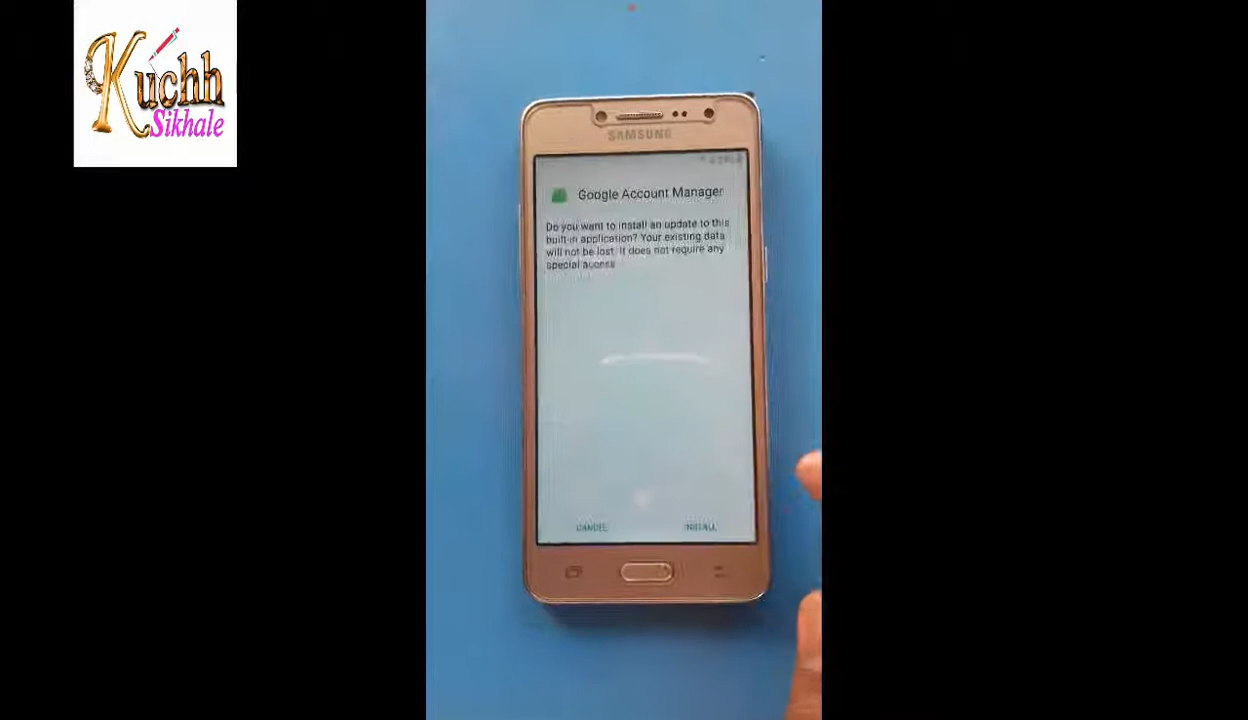 Kuchh
Sikhale
SAMSUNG
Google Account Manager
Do you want to install an update to this
built-in application? Your existing data
will not be lost. It does not require any
special access.
CANCEL
INSTALL